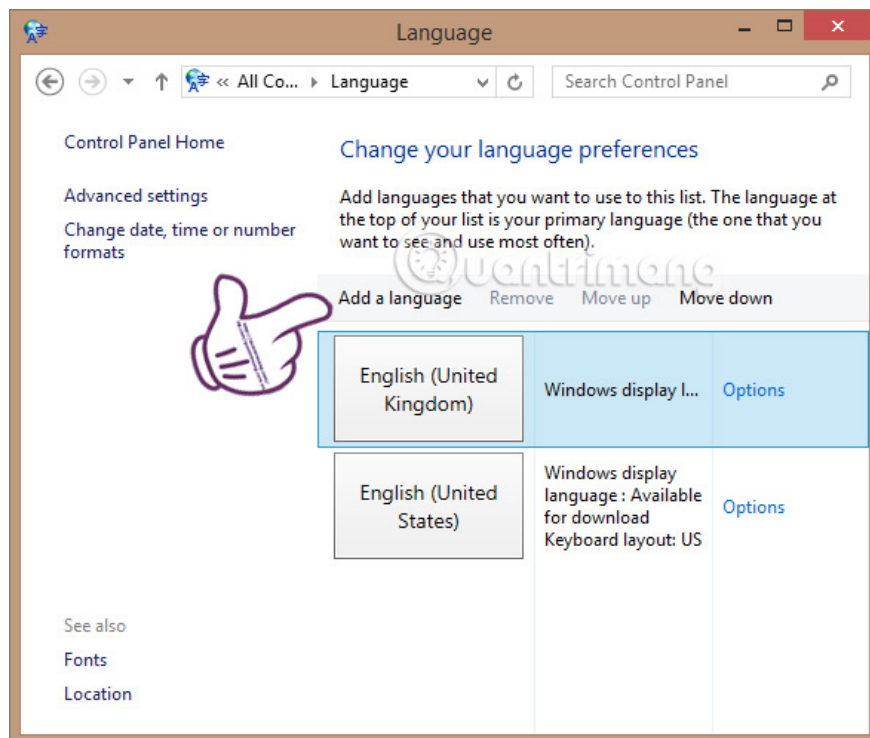 Language
« All Co... ▸ Language
Search Control Panel
Control Panel Home
Advanced settings
Change date, time or number
formats
See also
Fonts
Location
Change your language preferences
Add languages that you want to use to this list. The language at
the top of your list is your primary language (the one that you
want to see and use most often).
Quantrimang
Add a language Remove Move up Move down
English (United
Kingdom)
Windows display l...
Options
English (United
States)
Windows display
language : Available
for download
Keyboard layout: US
Options